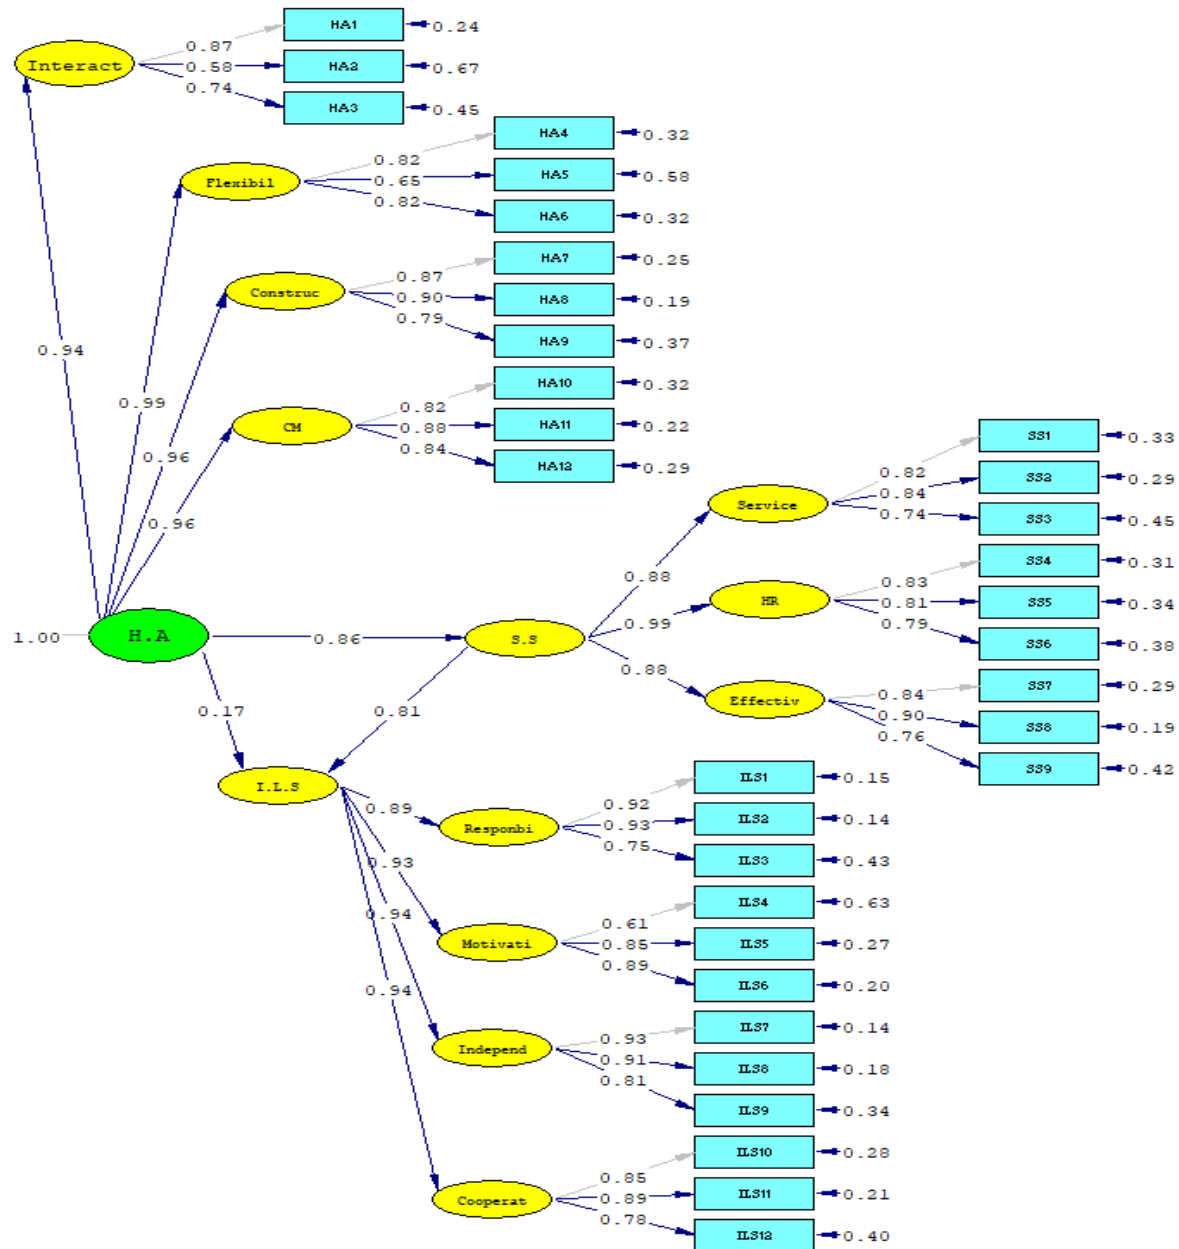 HA1
0.24
0.87
Interact
0.58
HA2
0.67
0.74
HA3
0.45
HA4
0.32
0.82
Flexibil
0.65
HA5
0.58
0.82
HA6
0.32
HA7
0.25
0.87
Construc
0.90
HA8
0.19
0.79
HA9
0.37
0.94
HA10
0.32
0.99
0.82
CM
0.88
HA11
0.22
0.84
HA12
0.29
0.96
0.96
SS1
0.33
0.82
Service
0.84
SS2
0.29
0.74
SS3
0.45
0.88
SS4
0.31
0.83
HR
0.81
SS5
0.34
0.79
SS6
0.38
0.99
1.00
H.A
0.86
S.S
0.88
SS7
0.29
0.84
Effectiv
0.90
SS8
0.19
0.76
SS9
0.42
0.17
0.81
I.L.S
ILS1
0.15
0.92
0.89
Responbi
0.93
ILS2
0.14
0.75
ILS3
0.43
0.93
ILS4
0.63
0.61
0.94
Motivati
0.85
ILS5
0.27
0.89
ILS6
0.20
0.94
ILS7
0.14
0.93
Independ
0.91
ILS8
0.18
0.81
ILS9
0.34
ILS10
0.28
0.85
Cooperat
0.89
ILS11
0.21
0.78
ILS12
0.40